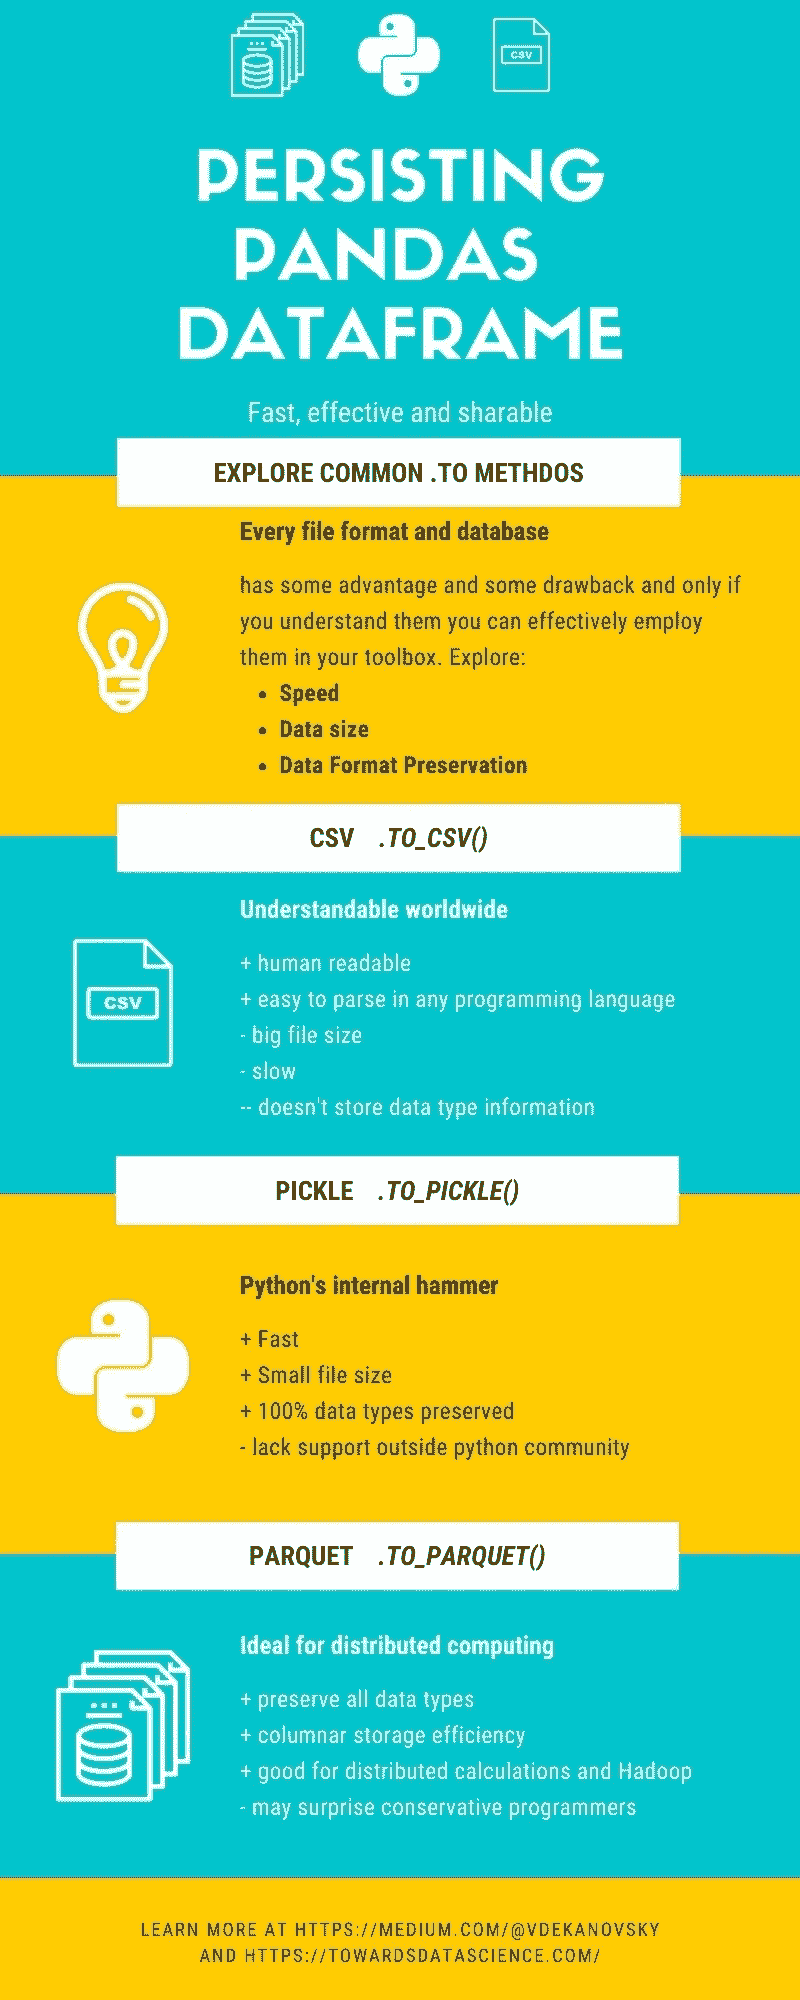 CSV
PERSISTING
PANDAS
DATAFRAME
Fast, effective and sharable
EXPLORE COMMON .TO METHDOS
Every file format and database
has some advantage and some drawback and only if
you understand them you can effectively employ
them in your toolbox. Explore:
• Speed
• Data size
• Data Format Preservation
CSV .TO_CSV()
Understandable worldwide
+ human readable
+ easy to parse in any programming language
- big file size
- slow
-- doesn't store data type information
CSV
PICKLE .TO_PICKLE()
Python's internal hammer
+ Fast
+ Small file size
+ 100% data types preserved
- lack support outside python community
PARQUET .TO_PARQUET()
Ideal for distributed computing
+ preserve all data types
+ columnar storage efficiency
+ good for distributed calculations and Hadoop
- may surprise conservative programmers
LEARN MORE AT HTTPS://MEDIUM.COM/@VDEKANOVSKY
AND HTTPS://TOWARDSDATASCIENCE.COM/